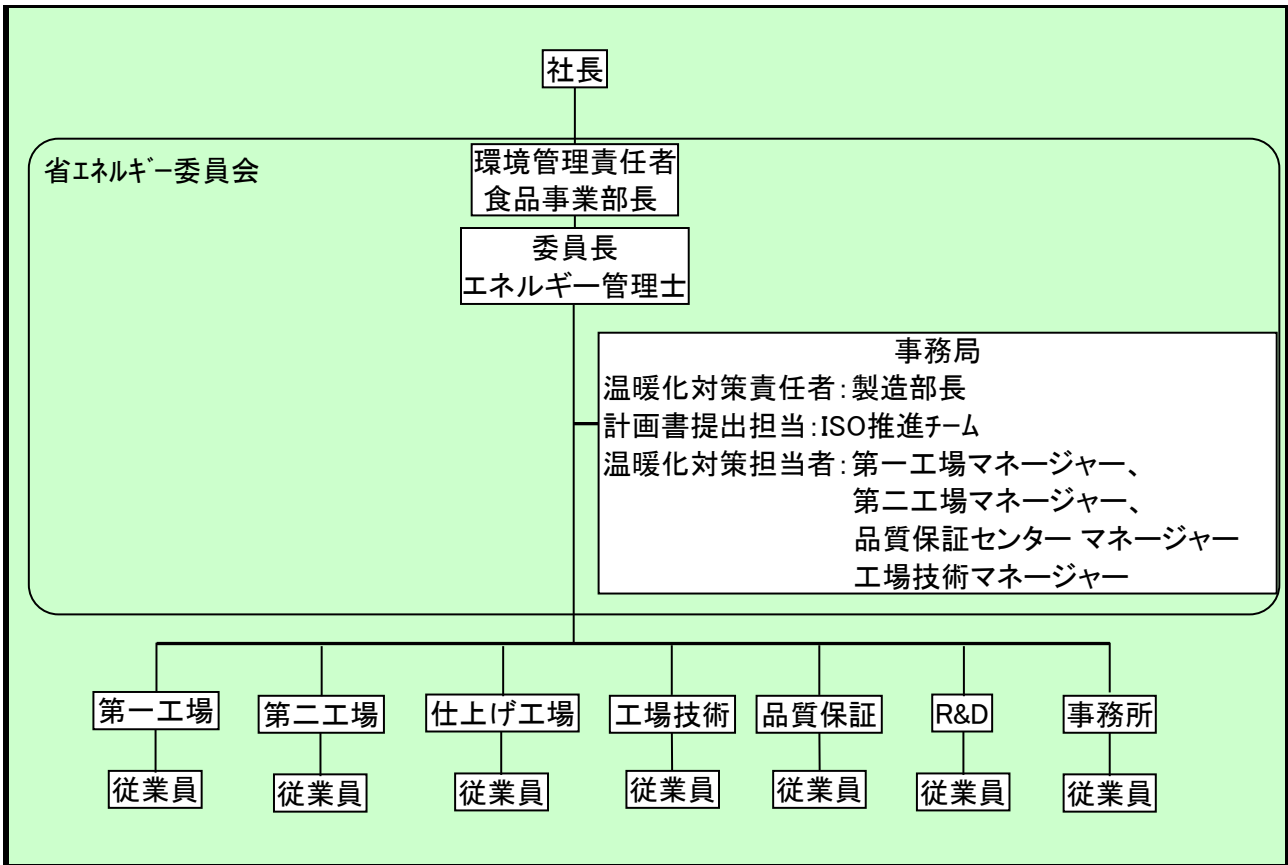 社長
省ｴﾈﾙｷﾞｰ委員会
環境管理責任者
食品事業部長
委員長
エネルギー管理士
事務局
温暖化対策責任者：製造部長
計画書提出担当：ISO推進ﾁｰﾑ
温暖化対策担当者：第一工場マネージャー、
第二工場マネージャー、
品質保証センター マネージャー
工場技術マネージャー
第一工場 第二工場 仕上げ工場 工場技術 品質保証 R&D 事務所
従業員 従業員 従業員 従業員 従業員 従業員 従業員